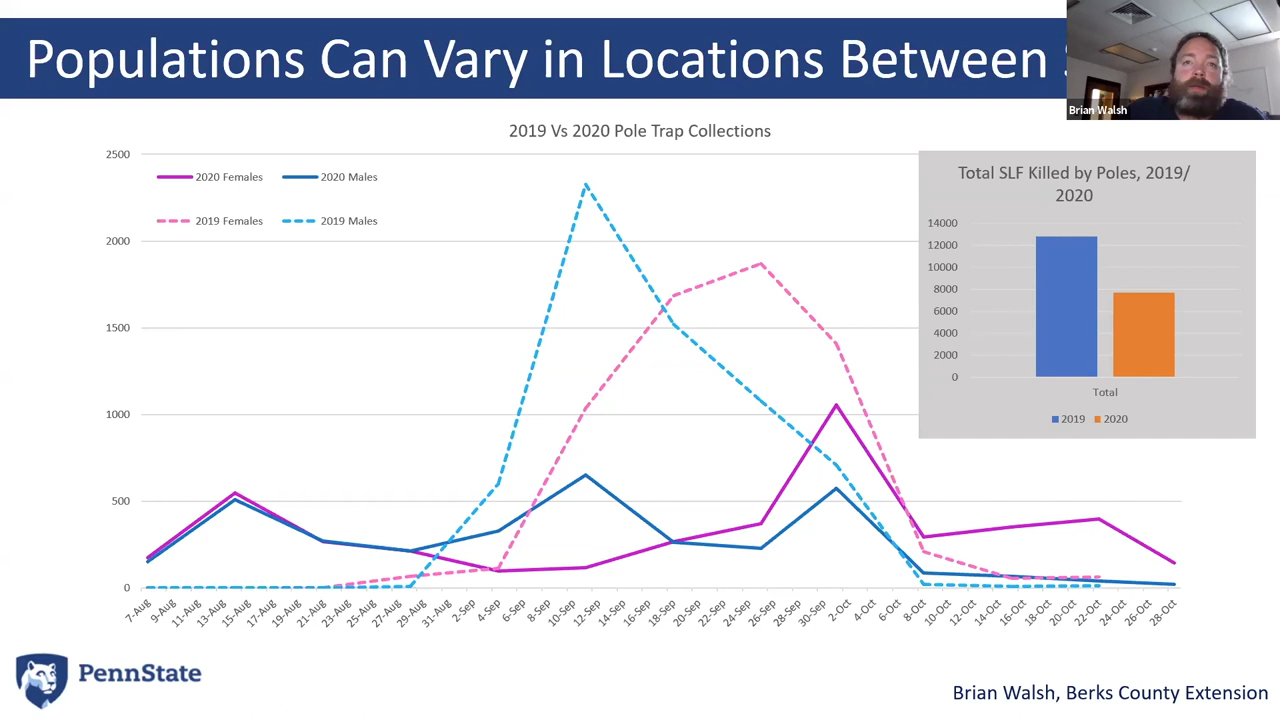 Populations Can Vary in Locations Between
Brian Walsh
2019 Vs 2020 Pole Trap Collections
2500
2000
1500
1000
500
0
2020 Females
2020 Males
2019 Females
2019 Males
7-Aug
9-Aug
11-Aug
13-Aug
15-Aug
17-Aug
19-Aug
21-Aug
23-Aug
25-Aug
27-Aug
29-Aug
31-Aug
2-Sep
4-Sep
6-Sep
8-Sep
10-Sep
12-Sep
14-Sep
16-Sep
18-Sep
20-Sep
22-Sep
24-Sep
26-Sep
28-Sep
30-Sep
2-Oct
4-Oct
6-Oct
8-Oct
10-Oct
12-Oct
14-Oct
16-Oct
18-Oct
20-Oct
22-Oct
24-Oct
26-Oct
28-Oct
Total SLF Killed by Poles, 2019/
2020
14000
12000
10000
8000
6000
4000
2000
0
Total
2019
2020
PennState
Brian Walsh, Berks County Extension